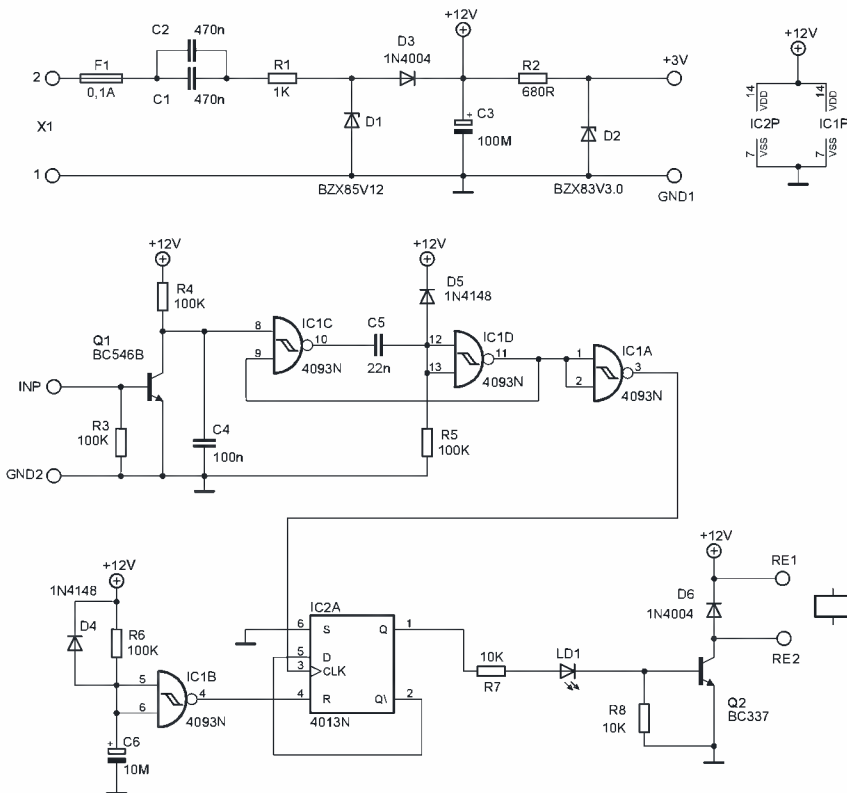 C2 470n
+12V
D3
1N4004
+12V
2
F1
0,1A
C1 470n
R1
1K
R2
680R
+3V
X1
D1
C3
+
100M
D2
1
BZX85V12
BZX83V3.0
GND1
14
VDD
14
VDD
IC2P
IC1P
7
VSS
7
VSS
+12V
R4
100K
+12V
D5
1N4148
Q1
BC546B
8
9
IC1C
10
4093N
C5
22n
12
13
IC1D
11
4093N
1
2
IC1A
3
4093N
INP
R3
100K
C4
100n
R5
100K
GND2
+12V
1N4148
D4
R6
100K
5
6
IC1B
4
4093N
C6
+
10M
IC2A
6 S Q 1
5 D
3 CLK
4 R Q\ 2
4013N
10K
R7
LD1
R8
10K
+12V
D6
1N4004
RE1
RE2
Q2
BC337